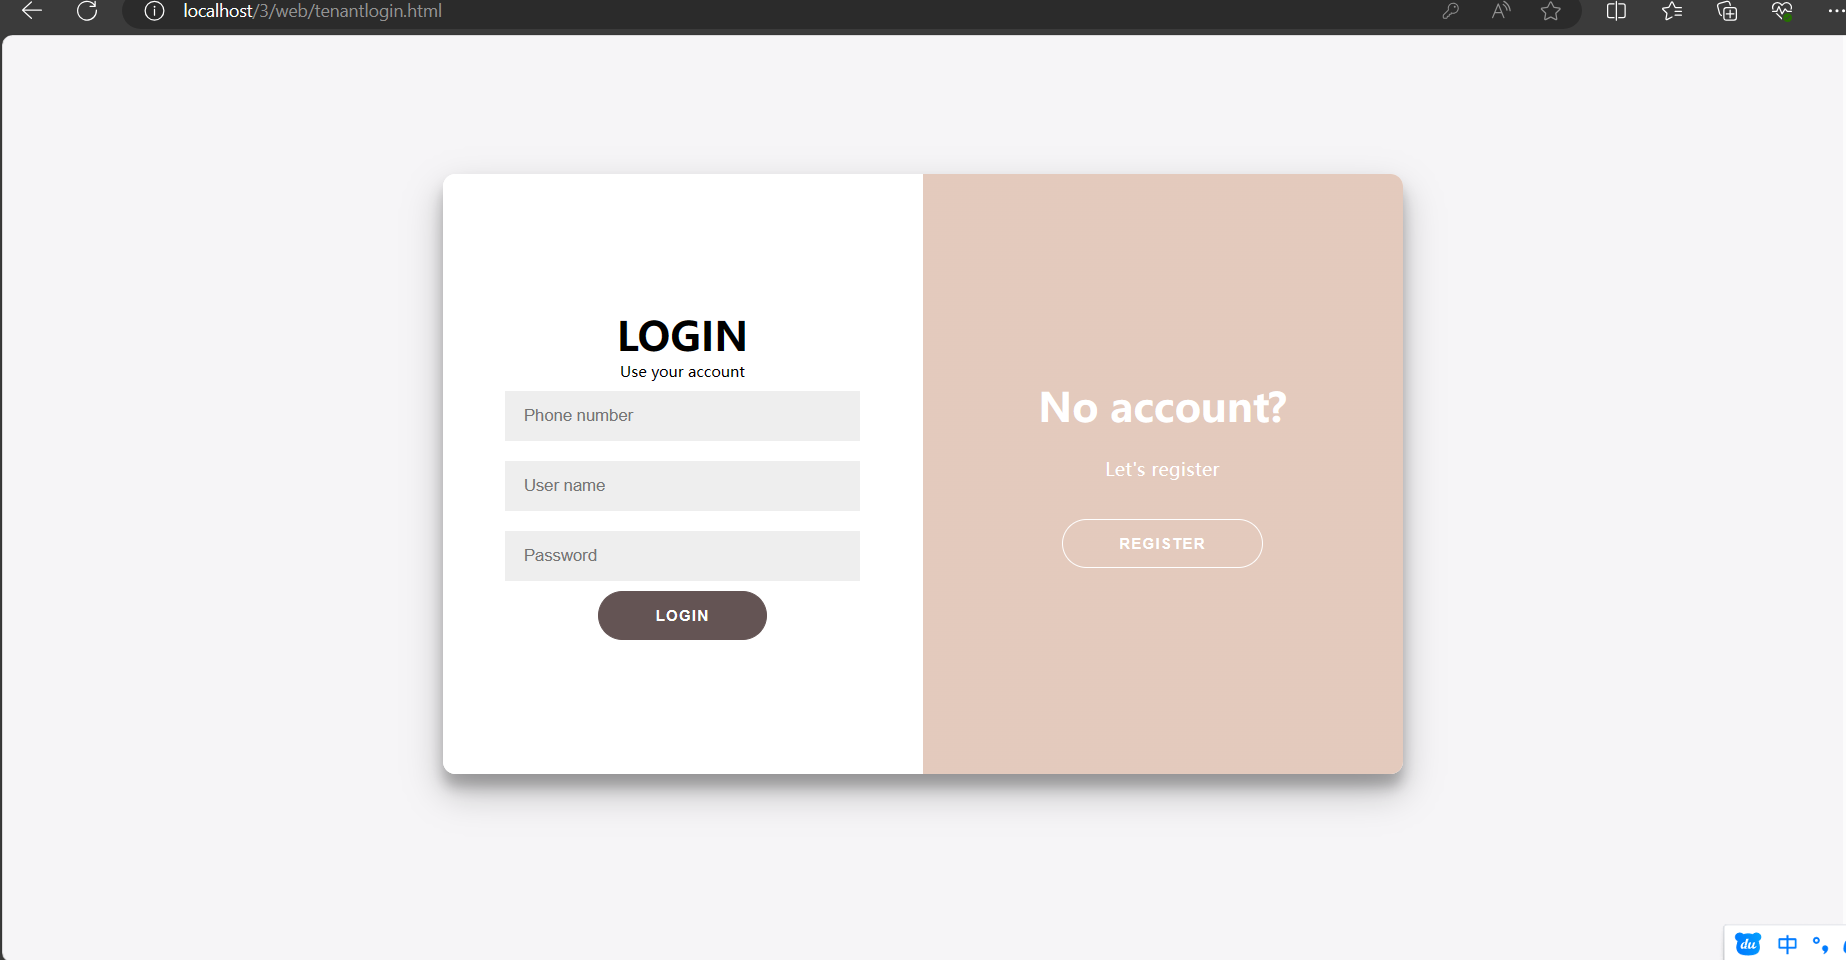 localhost/3/web/tenantlogin.html
LOGIN
Use your account
Phone number
User name
Password
LOGIN
No account?
Let's register
REGISTER
du 中 °,